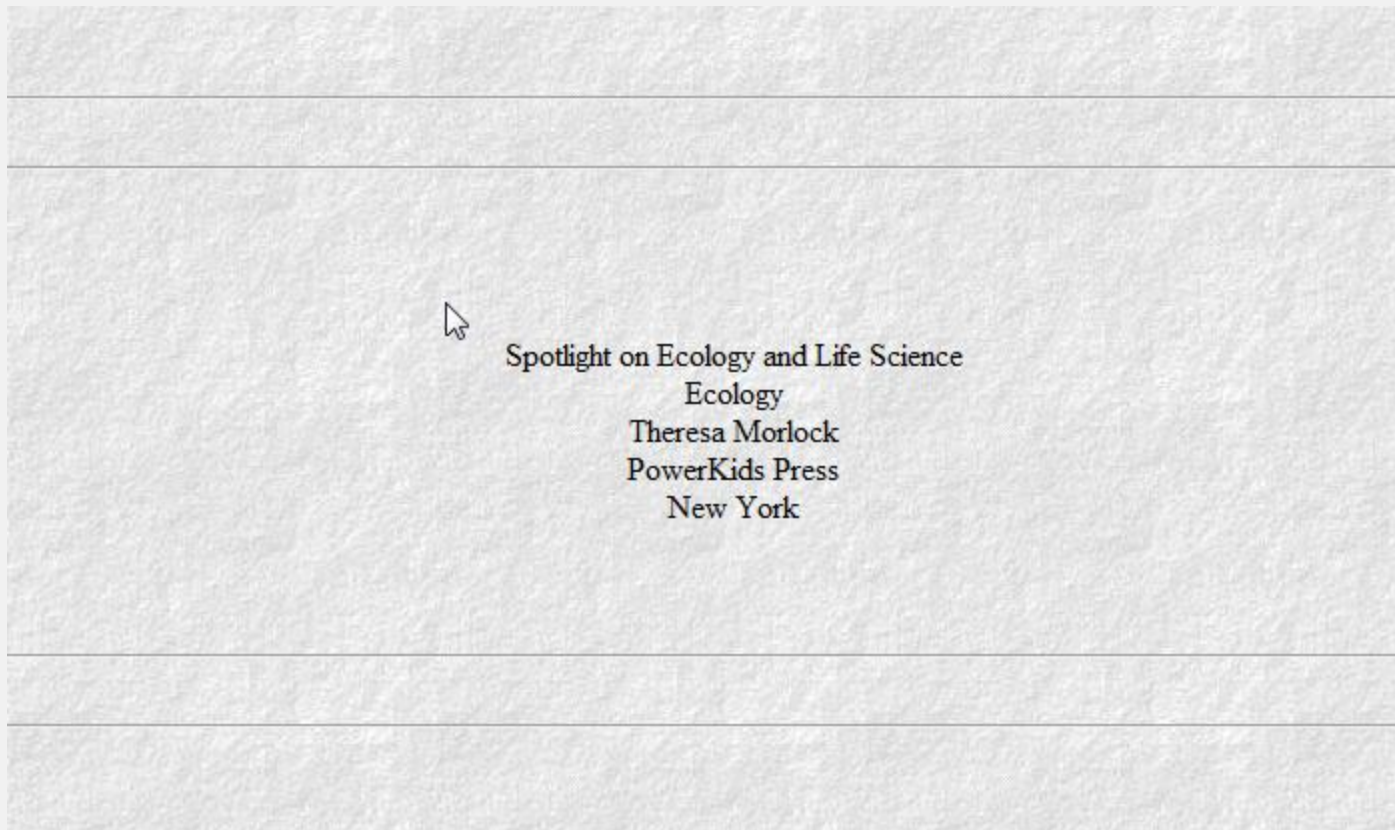 Spotlight on Ecology and Life Science
Ecology
Theresa Morlock
PowerKids Press
New York